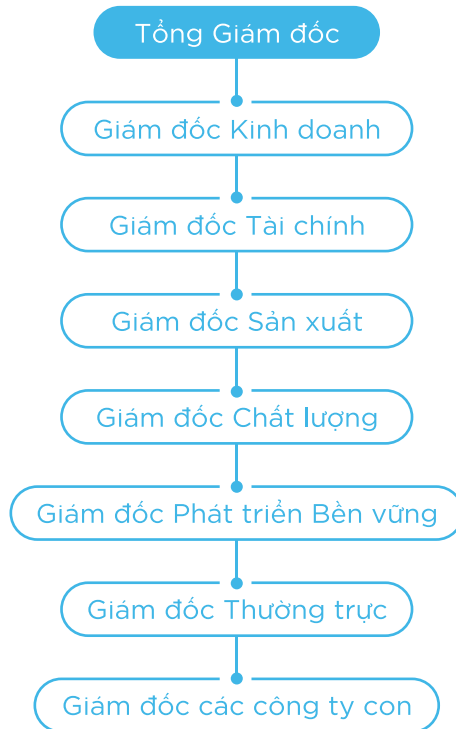 Tổng Giám đốc
Giám đốc Kinh doanh
Giám đốc Tài chính
Giám đốc Sản xuất
Giám đốc Chất lượng
Giám đốc Phát triển Bền vững
Giám đốc Thường trực
Giám đốc các công ty con